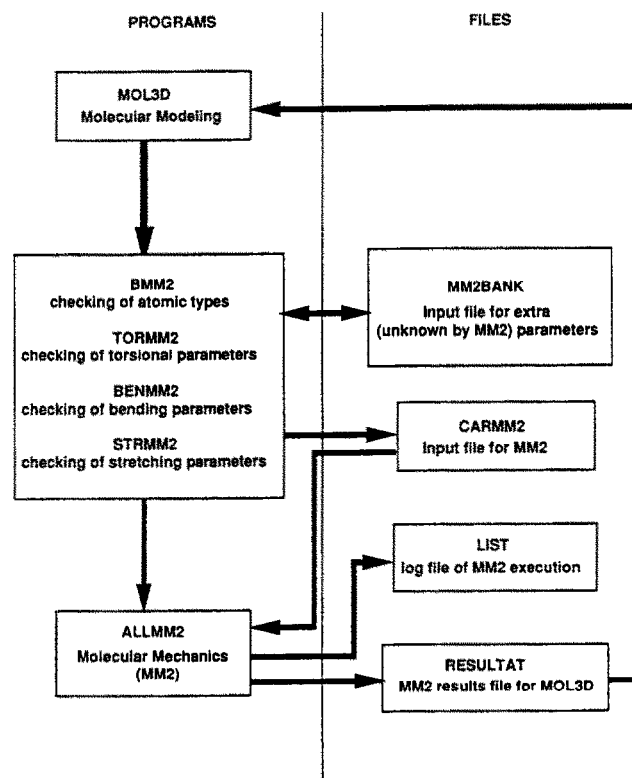 PROGRAMS
FILES
MOL3D
Molecular Modeling
BMM2
checking of atomic types
TORMM2
checking of torsional parameters
BENMM2
checking of bending parameters
STRMM2
checking of stretching parameters
MM2BANK
Input file for extra
(unknown by MM2) parameters
CARMM2
Input file for MM2
LIST
log file of MM2 execution
ALLMM2
Molecular Mechanics
(MM2)
RESULTAT
MM2 results file for MOL3D